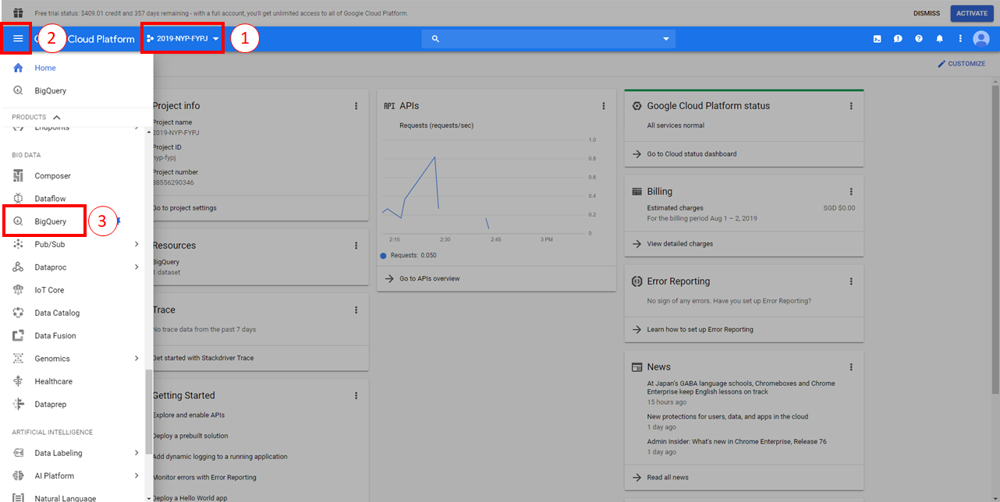 Free trial status: $409.01 credit and 357 days remaining - with a full account, you'll get unlimited access to all of Google Cloud Platform.
DISMISS
ACTIVATE
2
Cloud Platform
2019-NYP-FYPJ
1
Home
BigQuery
PRODUCTS
Endpoints
BIG DATA
Composer
Dataflow
BigQuery
3
Pub/Sub
Dataproc
IoT Core
Data Catalog
Data Fusion
Genomics
Healthcare
Dataprep
ARTIFICIAL INTELLIGENCE
Data Labeling
AI Platform
Natural Language
CUSTOMIZE
Project info
Project name
2019-NYP-FYPJ
Project ID
nyp-fypj
Project number
38556290346
Go to project settings
Resources
BigQuery
1 dataset
Trace
No trace data from the past 7 days
Get started with Stackdriver Trace
Getting Started
Explore and enable APIs
Deploy a prebuilt solution
Add dynamic logging to a running application
Monitor errors with Error Reporting
Deploy a Hello World app
API APIs
Requests (requests/sec)
1.0
0.8
0.6
0.4
0.2
0
2:15 2:30 2:45 3 PM
Requests: 0.050
Go to APIs overview
Google Cloud Platform status
All services normal
Go to Cloud status dashboard
Billing
Estimated charges SGD $0.00
For the billing period Aug 1 – 2, 2019
View detailed charges
Error Reporting
No sign of any errors. Have you set up Error Reporting?
Learn how to set up Error Reporting
News
At Japan's GABA language schools, Chromeboxes and Chrome
Enterprise keep English lessons on track
15 hours ago
New protections for users, data, and apps in the cloud
1 day ago
Admin Insider: What's new in Chrome Enterprise, Release 76
1 day ago
Read all news